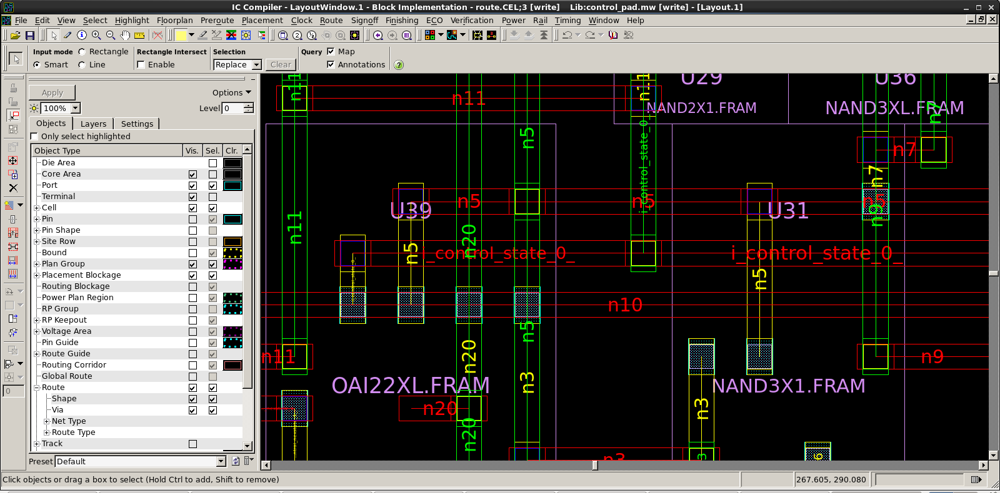 IC Compiler - LayoutWindow.1 - Block Implementation - route.CEL;3 [write]    Lib:control_pad.mw [write] - [Layout.1]
File Edit View Select Highlight Floorplan Preroute Placement Clock Route Signoff Finishing ECO Verification Power Rail Timing Window Help
Input mode Rectangle Rectangle Intersect Selection Query Map
Smart Line Enable Replace Clear Annotations
Apply Options
100% Level 0
Objects Layers Settings
Only select highlighted
Object Type Vis. Sel. Clr.
Die Area
Core Area
Port
Terminal
Cell
Pin
Pin Shape
Site Row
Bound
Plan Group
Placement Blockage
Routing Blockage
Power Plan Region
RP Group
RP Keepout
Voltage Area
Pin Guide
Route Guide
Routing Corridor
Global Route
Route
Shape
Via
Net Type
Route Type
Track
0
Preset Default
n11 n11 n11 U29 U36
NAND2X1.FRAM NAND3XL.FRAM
n7
n5
i_control_state_0_
n7
n7
U39 n5 n5 U31 n5
n11 n20 n9
n5 i_control_state_0_ i_control_state_0_
n5
n10
n5
n11 n20 n9
OAI22XL.FRAM n3 NAND3X1.FRAM
n20 n3
n20
n3
Click objects or drag a box to select (Hold Ctrl to add, Shift to remove) 267.605, 290.080